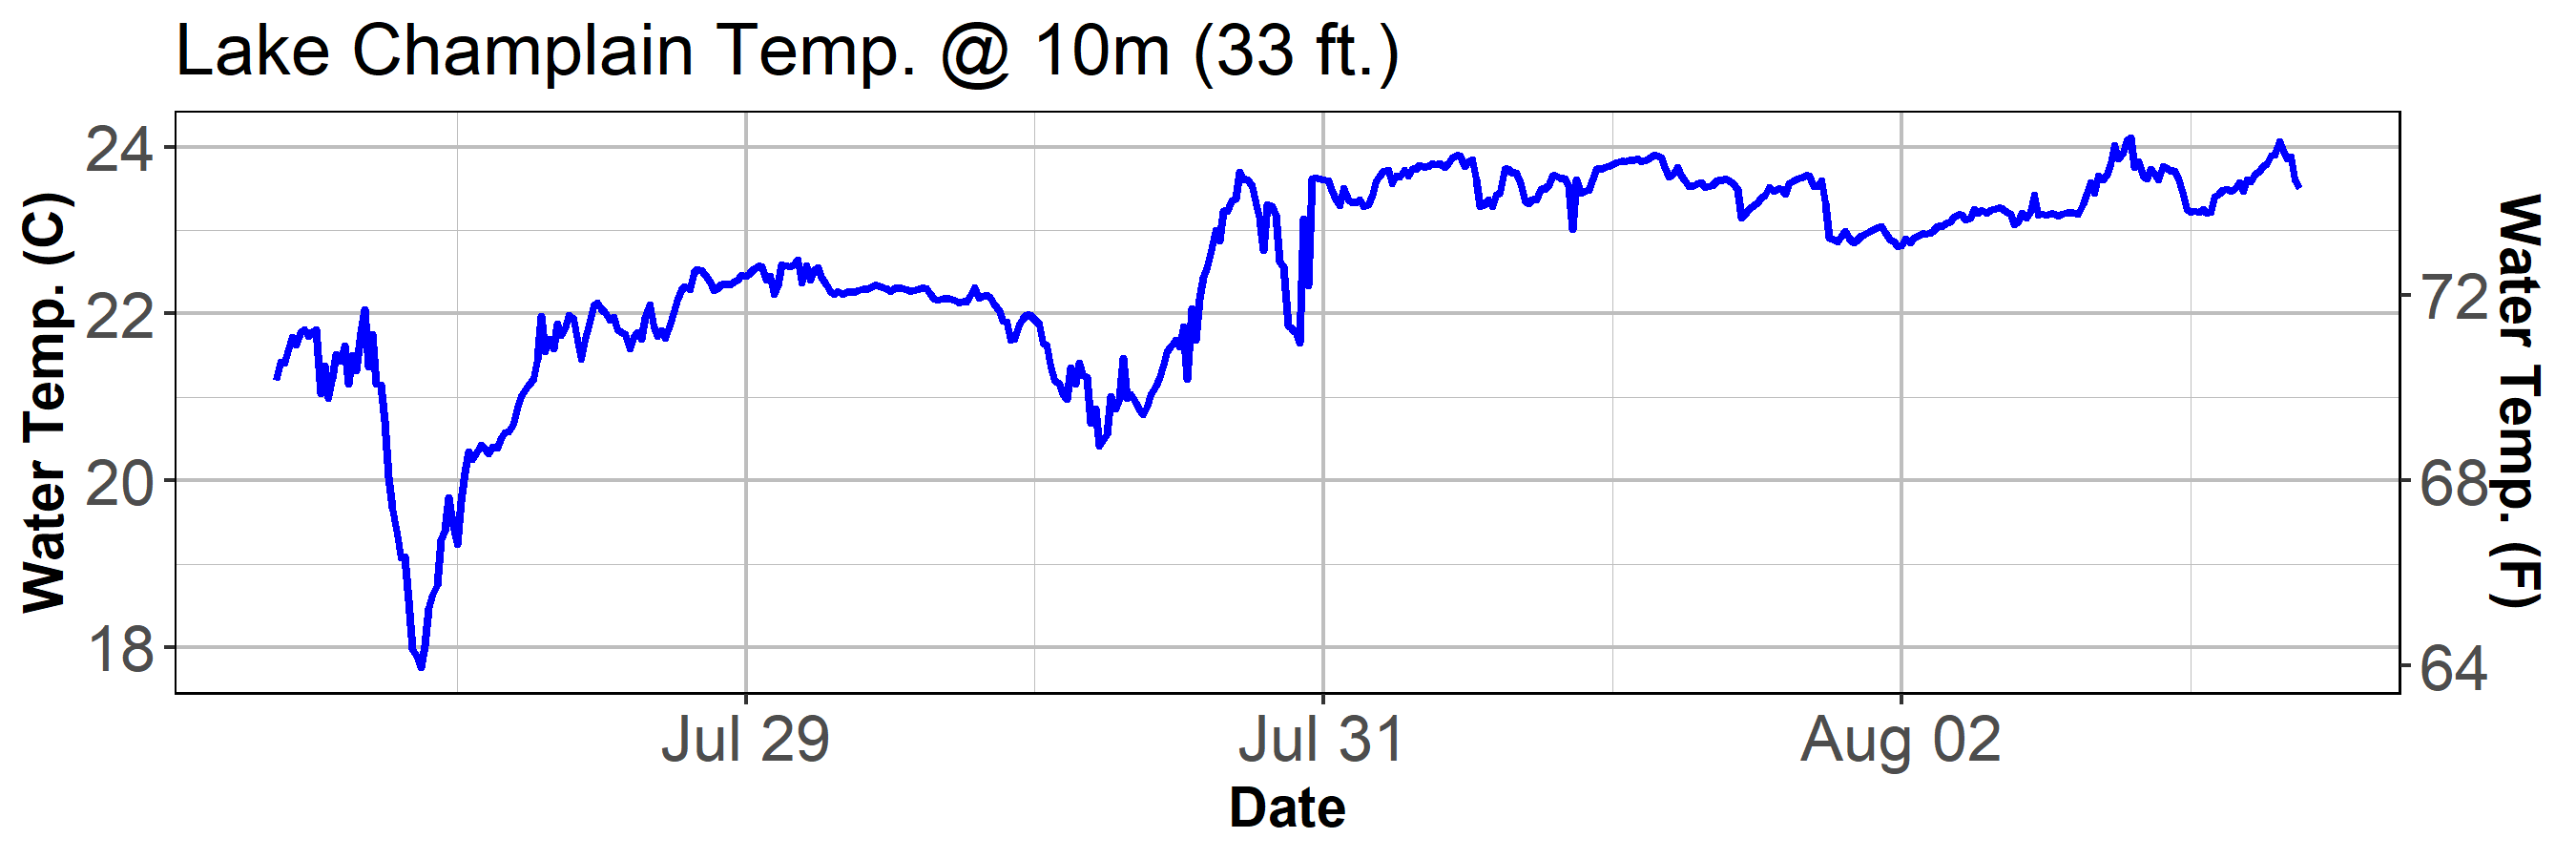 Lake Champlain Temp. @ 10m (33 ft.)
Water Temp. (C)
24
22
20
18
72
68
64
Water Temp. (F)
Jul 29
Jul 31
Aug 02
Date